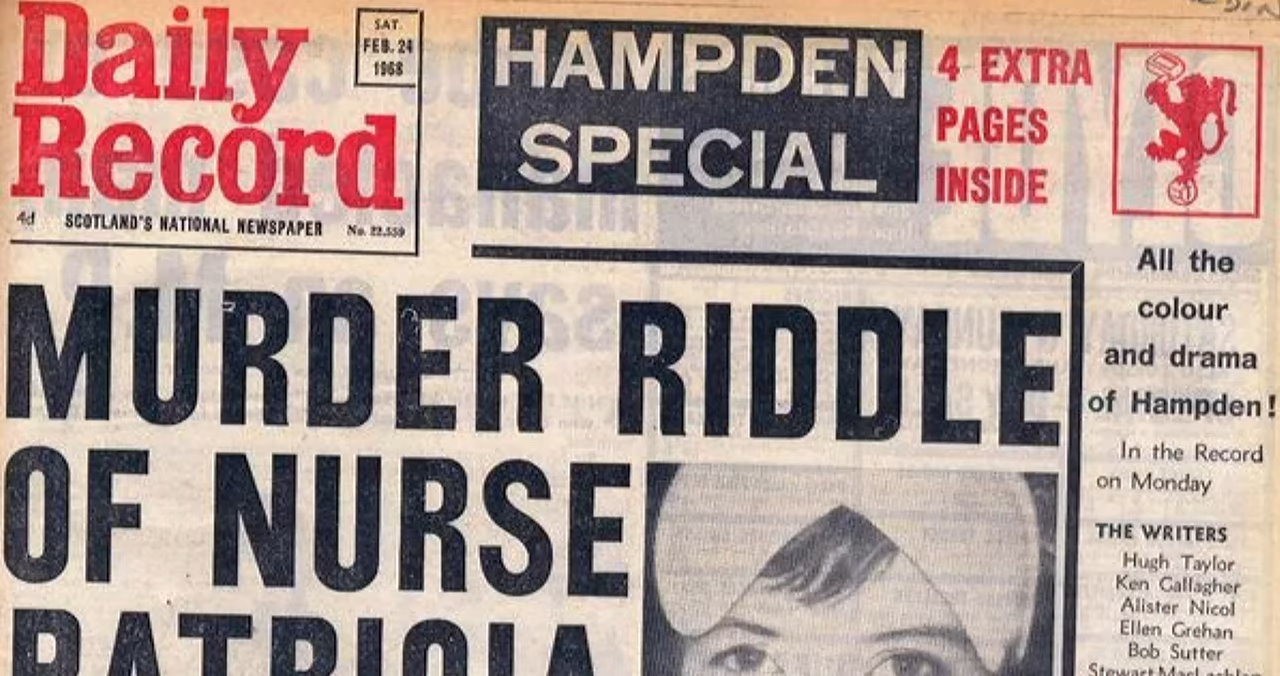 Daily
Record
SAT.
FEB. 24
1968
4d SCOTLAND'S NATIONAL NEWSPAPER No. 22,559
HAMPDEN
SPECIAL
4 EXTRA
PAGES
INSIDE
MURDER RIDDLE
OF NURSE
PATRICIA
All the
colour
and drama
of Hampden!
In the Record
on Monday
THE WRITERS
Hugh Taylor
Ken Gallagher
Alister Nicol
Ellen Grehan
Bob Sutter
Stewart